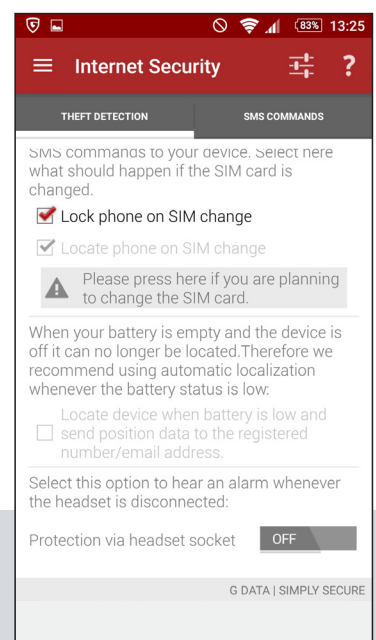 83% 13:25
Internet Security ?
THEFT DETECTION SMS COMMANDS
SMS commands to your device. Select here
what should happen if the SIM card is
changed.
Lock phone on SIM change
Locate phone on SIM change
Please press here if you are planning
to change the SIM card.
When your battery is empty and the device is
off it can no longer be located.Therefore we
recommend using automatic localization
whenever the battery status is low:
Locate device when battery is low and
send position data to the registered
number/email address.
Select this option to hear an alarm whenever
the headset is disconnected:
Protection via headset socket OFF
G DATA | SIMPLY SECURE